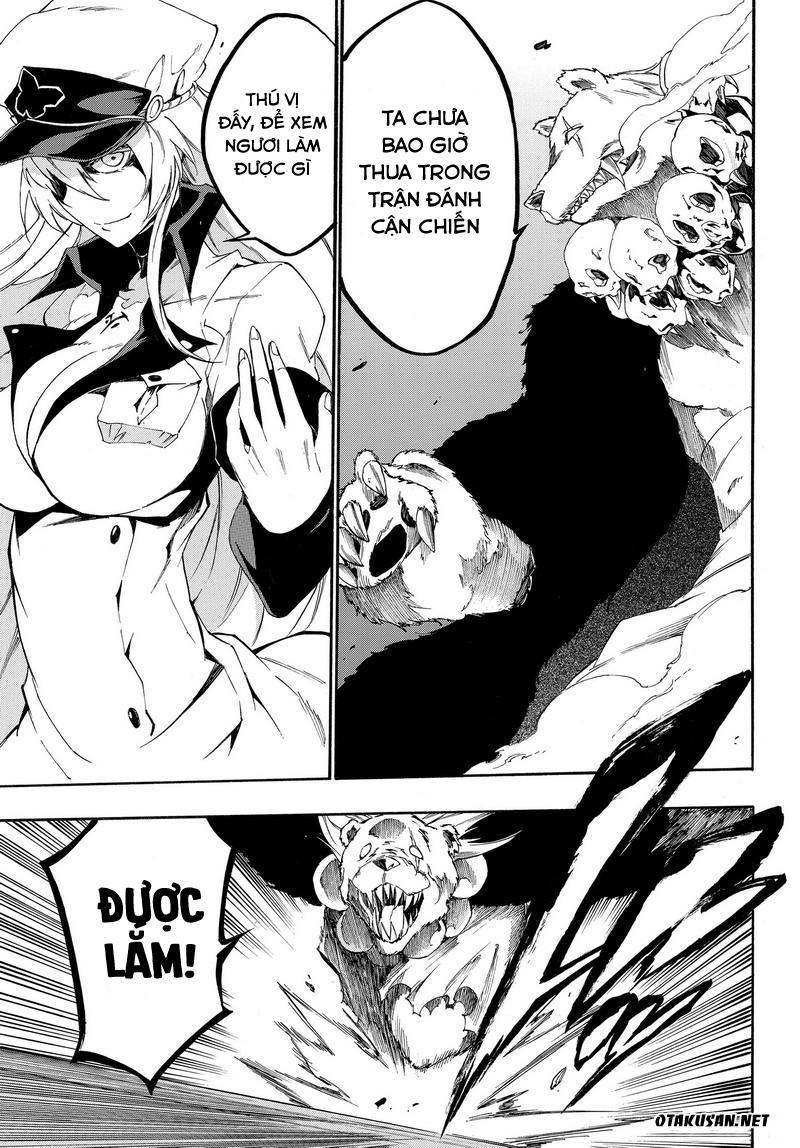 TA CHƯA
BAO GIỜ
THUA TRONG
TRẬN ĐÁNH
CẬN CHIẾN
THÚ VỊ
ĐẤY, ĐỂ XEM
NGƯƠI LÀM
ĐƯỢC GÌ
ĐƯỢC
LẮM!
OTAKUSAN.NET